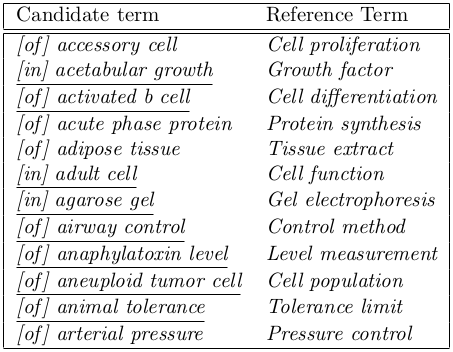 Candidate term Reference Term
[of] accessory cell Cell proliferation
[in] acetabular growth Growth factor
[of] activated b cell Cell differentiation
[of] acute phase protein Protein synthesis
[of] adipose tissue Tissue extract
[in] adult cell Cell function
[in] agarose gel Gel electrophoresis
[of] airway control Control method
[of] anaphylatoxin level Level measurement
[of] aneuploid tumor cell Cell population
[of] animal tolerance Tolerance limit
[of] arterial pressure Pressure control